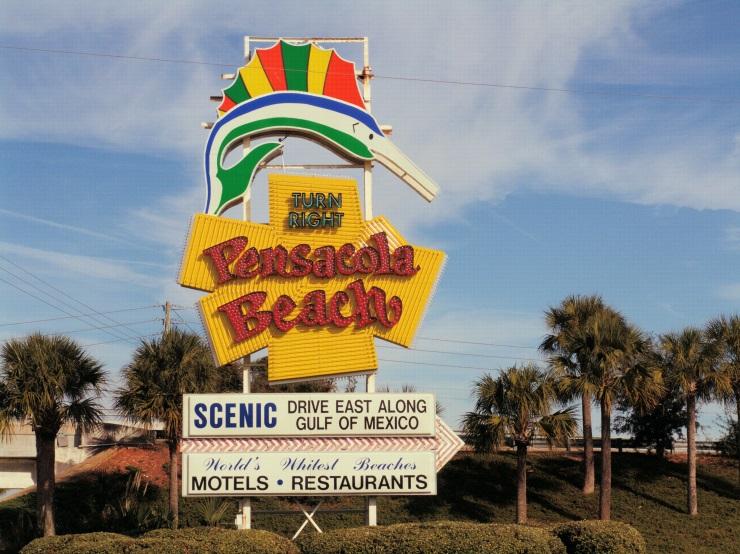 TURN
RIGHT
Pensacola
Beach
SCENIC DRIVE EAST ALONG
GULF OF MEXICO
World's Whitest Beaches
MOTELS • RESTAURANTS